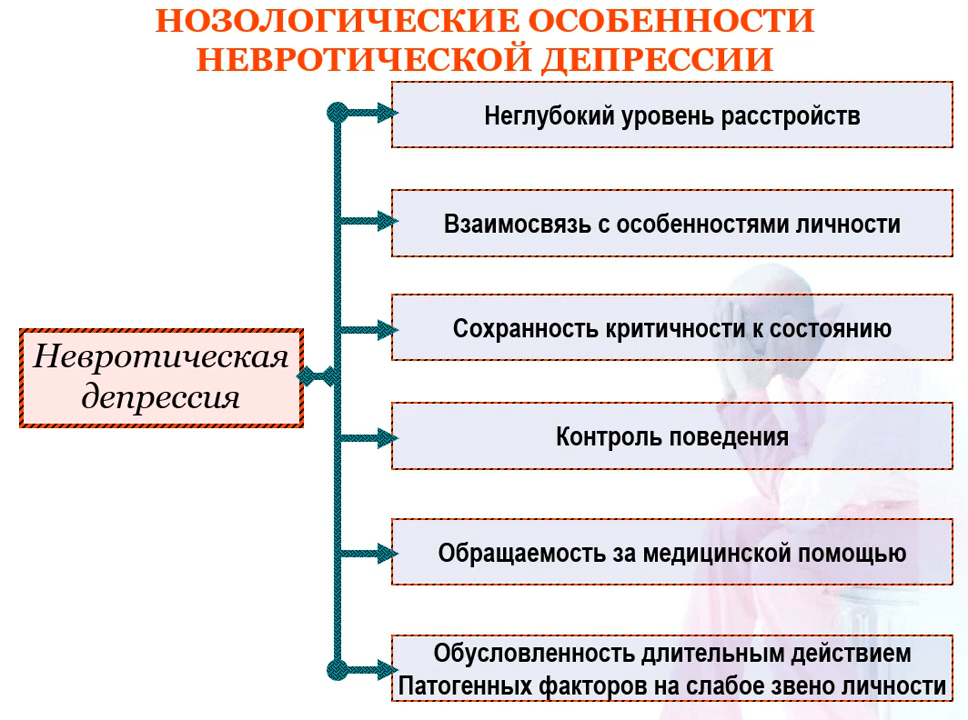 НОЗОЛОГИЧЕСКИЕ ОСОБЕННОСТИ
НЕВРОТИЧЕСКОЙ ДЕПРЕССИИ
Неглубокий уровень расстройств
Взаимосвязь с особенностями личности
Сохранность критичности к состоянию
Невротическая
депрессия
Контроль поведения
Обращаемость за медицинской помощью
Обусловленность длительным действием
Патогенных факторов на слабое звено личности